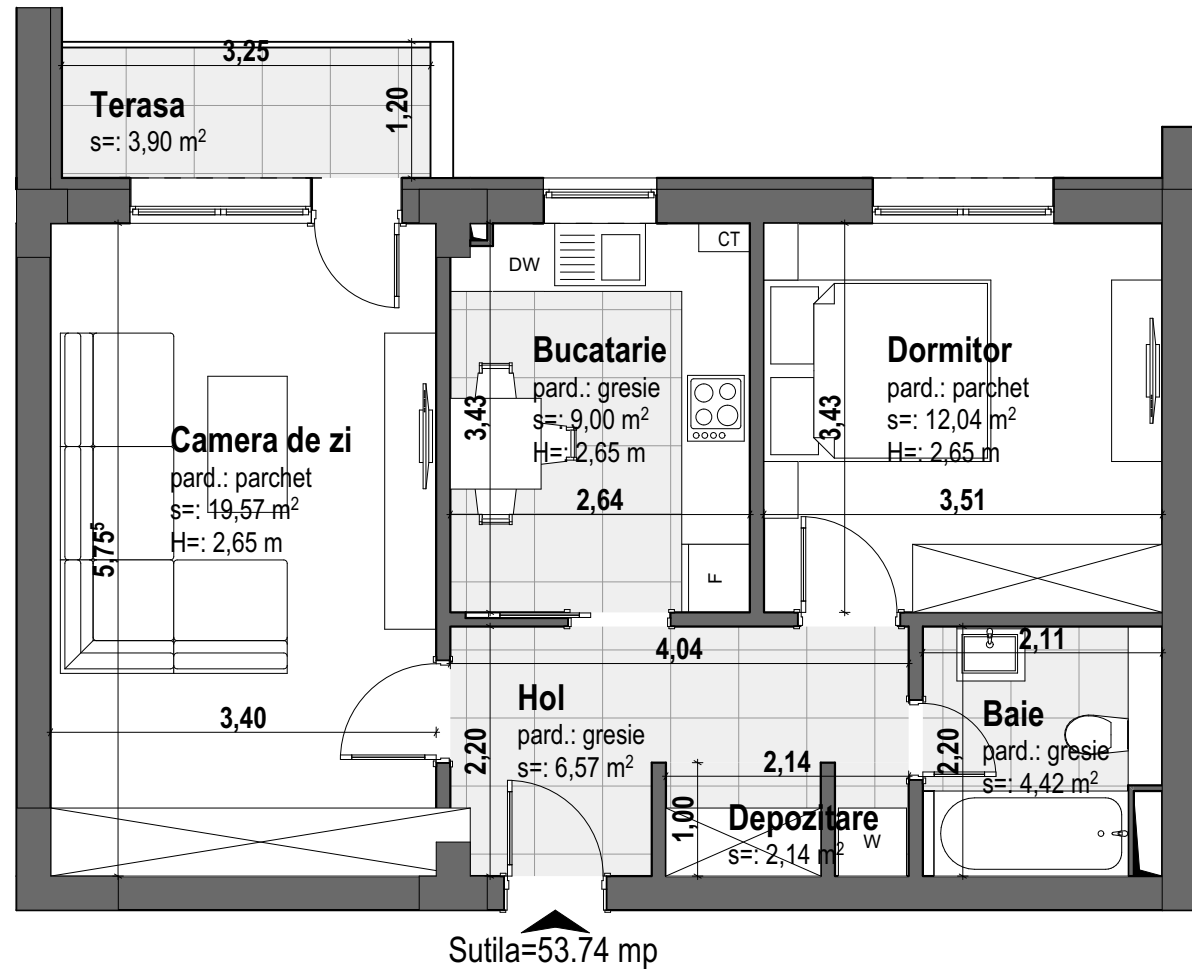 3,25
Terasa
s=: 3,90 m²
1,20
DW
CT
Bucatarie
pard.: gresie
s=: 9,00 m²
H=: 2,65 m
3,43
2,64
F
Dormitor
pard.: parchet
s=: 12,04 m²
H=: 2,65 m
3,43
3,51
Camera de zi
pard.: parchet
s=: 19,57 m²
H=: 2,65 m
5,75⁵
3,40
4,04
Hol
pard.: gresie
s=: 6,57 m²
2,20
2,14
1,00
Depozitare
s=: 2,14 m²
W
2,11
Baie
pard.: gresie
s=: 4,42 m²
2,20
Sutila=53.74 mp